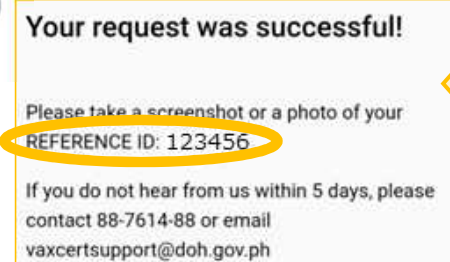 Your request was successful!
Please take a screenshot or a photo of your
REFERENCE ID: 123456
If you do not hear from us within 5 days, please
contact 88-7614-88 or email
vaxcertsupport@doh.gov.ph